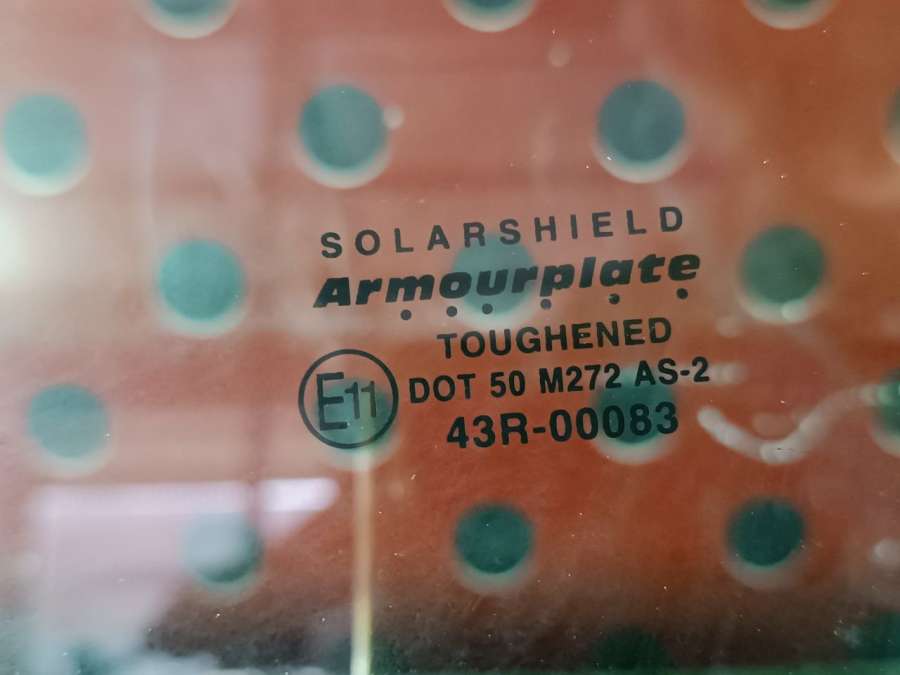 SOLARSHIELD
Armourplate
TOUGHENED
E11 DOT 50 M272 AS-2
43R-00083